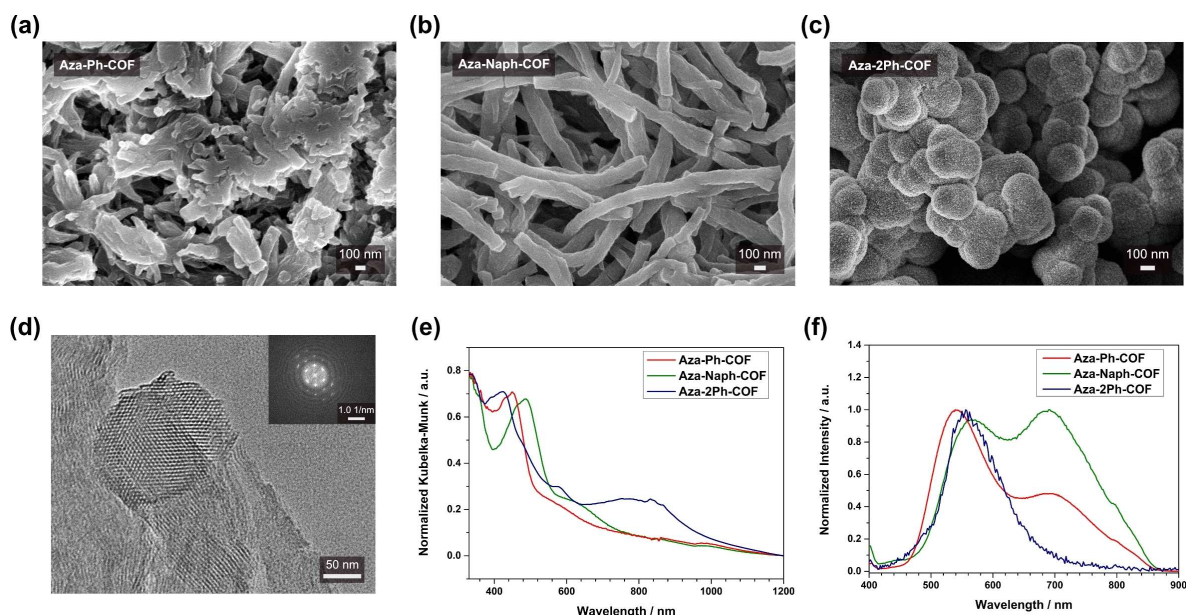 (a)
Aza-Ph-COF
100 nm
(b)
Aza-Naph-COF
100 nm
(c)
Aza-2Ph-COF
100 nm
(d)
1.0 1/nm
50 nm
(e)
Normalized Kubelka-Munk / a.u.
0.8
0.6
0.4
0.2
0.0
Aza-Ph-COF
Aza-Naph-COF
Aza-2Ph-COF
400 600 800 1000 1200
Wavelength / nm
(f)
Normalized Intensity / a.u.
1.4
1.2
1.0
0.8
0.6
0.4
0.2
0.0
Aza-Ph-COF
Aza-Naph-COF
Aza-2Ph-COF
400 500 600 700 800 900
Wavelength / nm